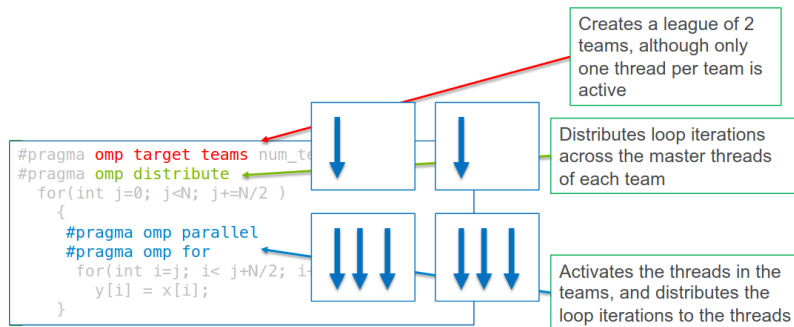 Creates a league of 2
teams, although only
one thread per team is
active
#pragma omp target teams
#pragma omp distribute
for(int j=0; j<N; j+=N/2 )
{
#pragma omp parallel
#pragma omp for
for(int i=j; i< j+N/2;
y[i] = x[i];
}
Distributes loop iterations
across the master threads
of each team
Activates the threads in the
teams, and distributes the
loop iterations to the threads